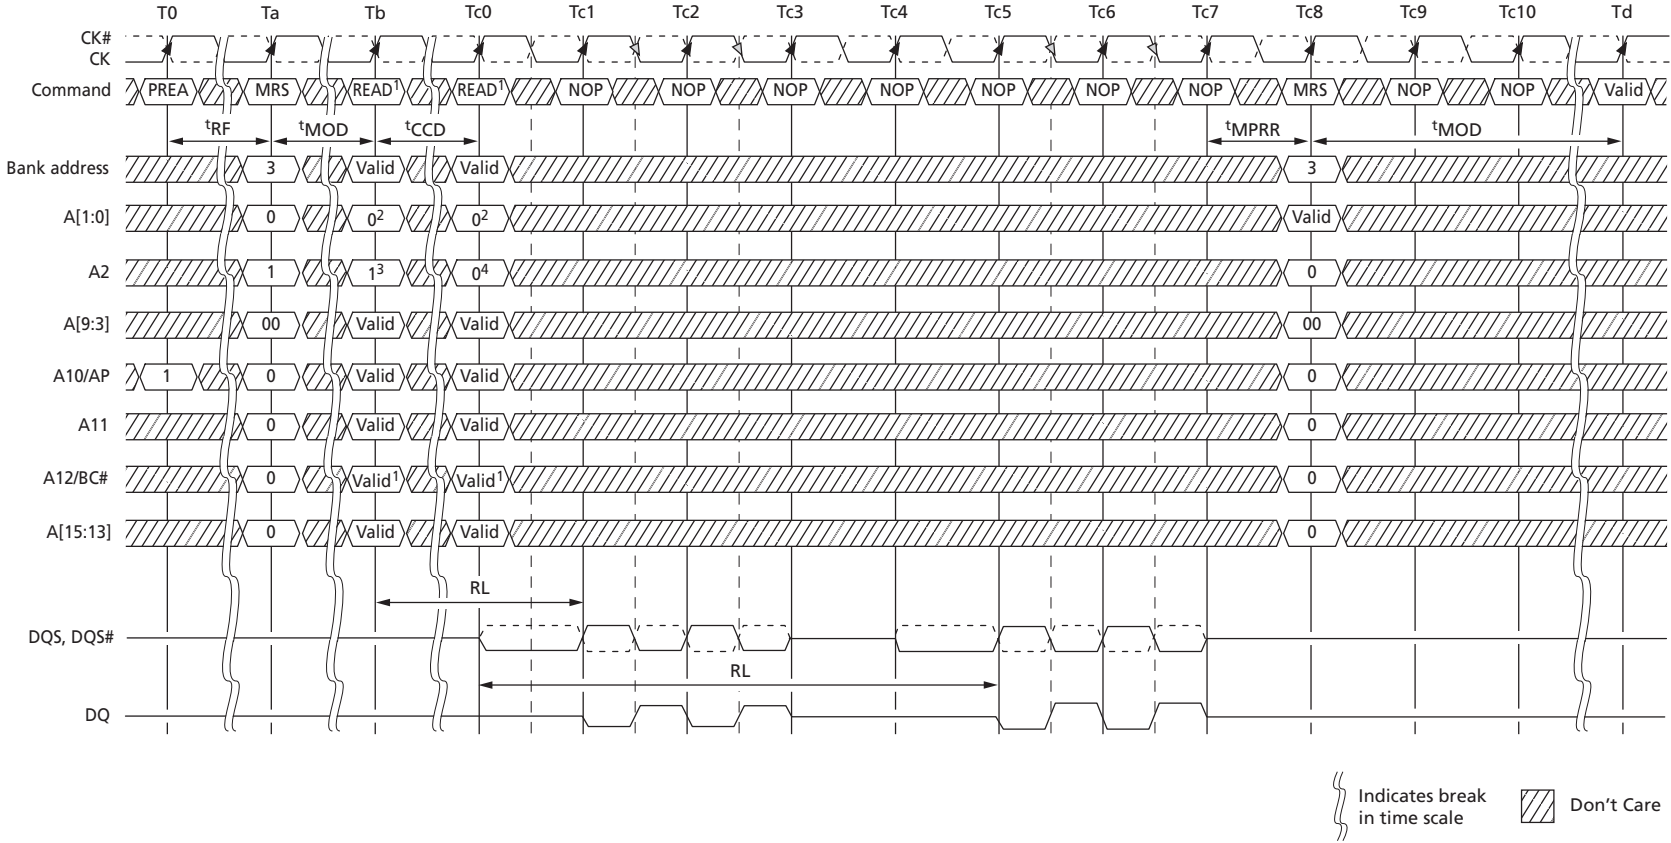 T0 Ta Tb Tc0 Tc1 Tc2 Tc3 Tc4 Tc5 Tc6 Tc7 Tc8 Tc9 Tc10 Td
CK#
CK
Command PREA MRS READ1 READ1 NOP NOP NOP NOP NOP NOP NOP MRS NOP NOP Valid
tRF tMOD tCCD tMPRR tMOD
Bank address 3 Valid Valid 3
A[1:0] 0 02 02 Valid
A2 1 13 04 0
A[9:3] 00 Valid Valid 00
A10/AP 1 0 Valid Valid 0
A11 0 Valid Valid 0
A12/BC# 0 Valid1 Valid1 0
A[15:13] 0 Valid Valid 0
RL
DQS, DQS#
RL
DQ
Indicates break
in time scale
Don't Care